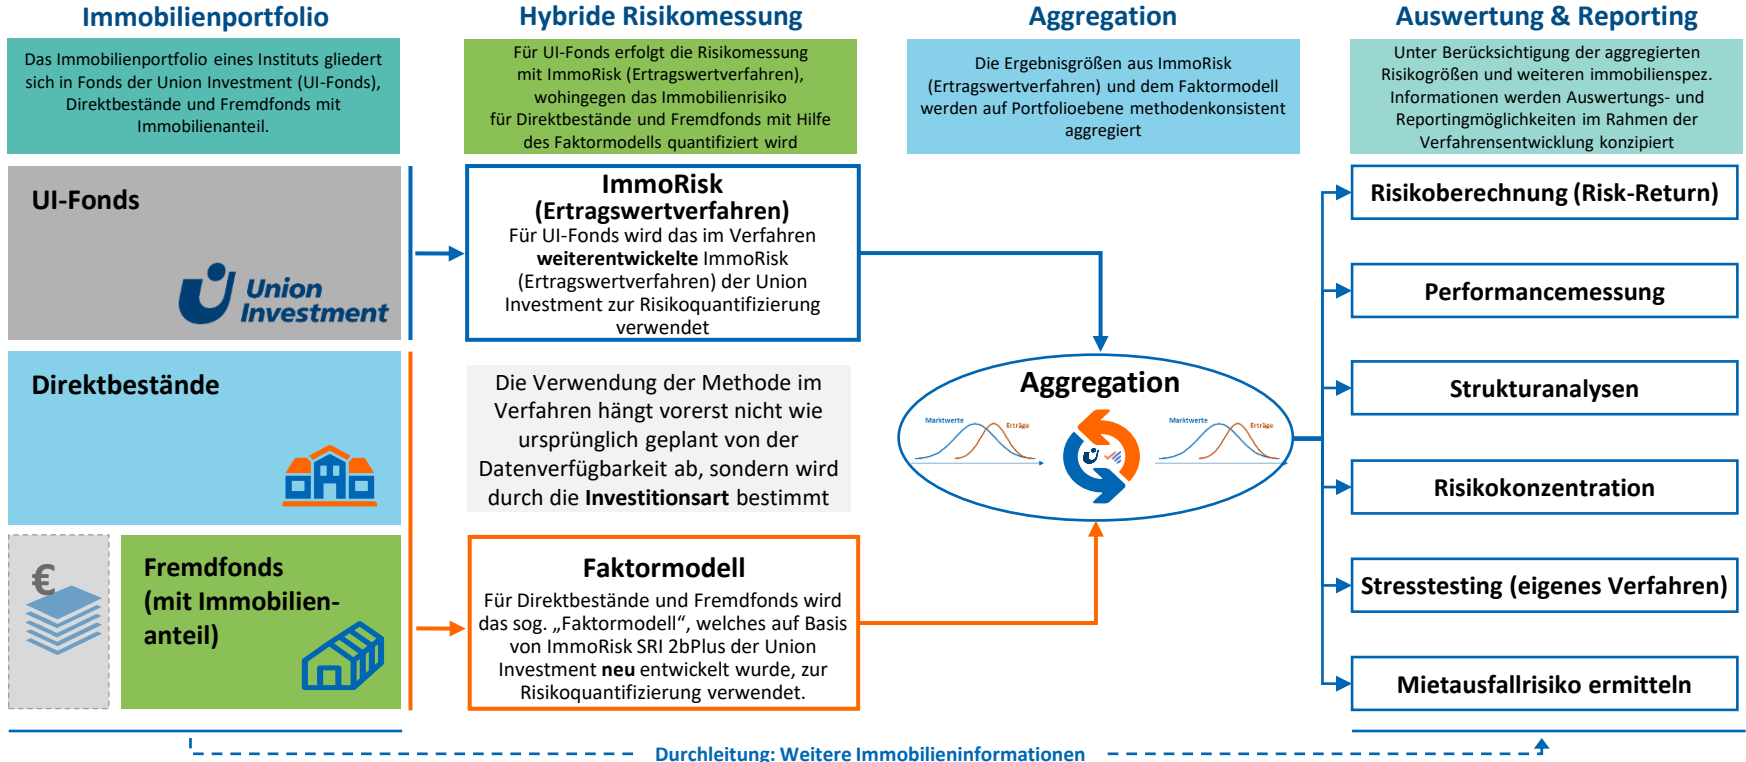 Immobilienportfolio
Das Immobilienportfolio eines Instituts gliedert
sich in Fonds der Union Investment (UI-Fonds),
Direktbestände und Fremdfonds mit
Immobilienanteil.
UI-Fonds
Union
Investment
Direktbestände
€
Fremdfonds
(mit Immobilien-
anteil)
Hybride Risikomessung
Für UI-Fonds erfolgt die Risikomessung
mit ImmoRisk (Ertragswertverfahren),
wohingegen das Immobilienrisiko
für Direktbestände und Fremdfonds mit Hilfe
des Faktormodells quantifiziert wird
ImmoRisk
(Ertragswertverfahren)
Für UI-Fonds wird das im Verfahren
weiterentwickelte ImmoRisk
(Ertragswertverfahren) der Union
Investment zur Risikoquantifizierung
verwendet
Die Verwendung der Methode im
Verfahren hängt vorerst nicht wie
ursprünglich geplant von der
Datenverfügbarkeit ab, sondern wird
durch die Investitionsart bestimmt
Faktormodell
Für Direktbestände und Fremdfonds wird
das sog. „Faktormodell“, welches auf Basis
von ImmoRisk SRI 2bPlus der Union
Investment neu entwickelt wurde, zur
Risikoquantifizierung verwendet.
Aggregation
Die Ergebnisgrößen aus ImmoRisk
(Ertragswertverfahren) und dem Faktormodell
werden auf Portfolioebene methodenkonsistent
aggregiert
Aggregation
Marktwerte
Erträge
Marktwerte
Erträge
Auswertung & Reporting
Unter Berücksichtigung der aggregierten
Risikogrößen und weiteren immobilienspez.
Informationen werden Auswertungs- und
Reportingmöglichkeiten im Rahmen der
Verfahrensentwicklung konzipiert
Risikoberechnung (Risk-Return)
Performancemessung
Strukturanalysen
Risikokonzentration
Stresstesting (eigenes Verfahren)
Mietausfallrisiko ermitteln
Durchleitung: Weitere Immobilieninformationen